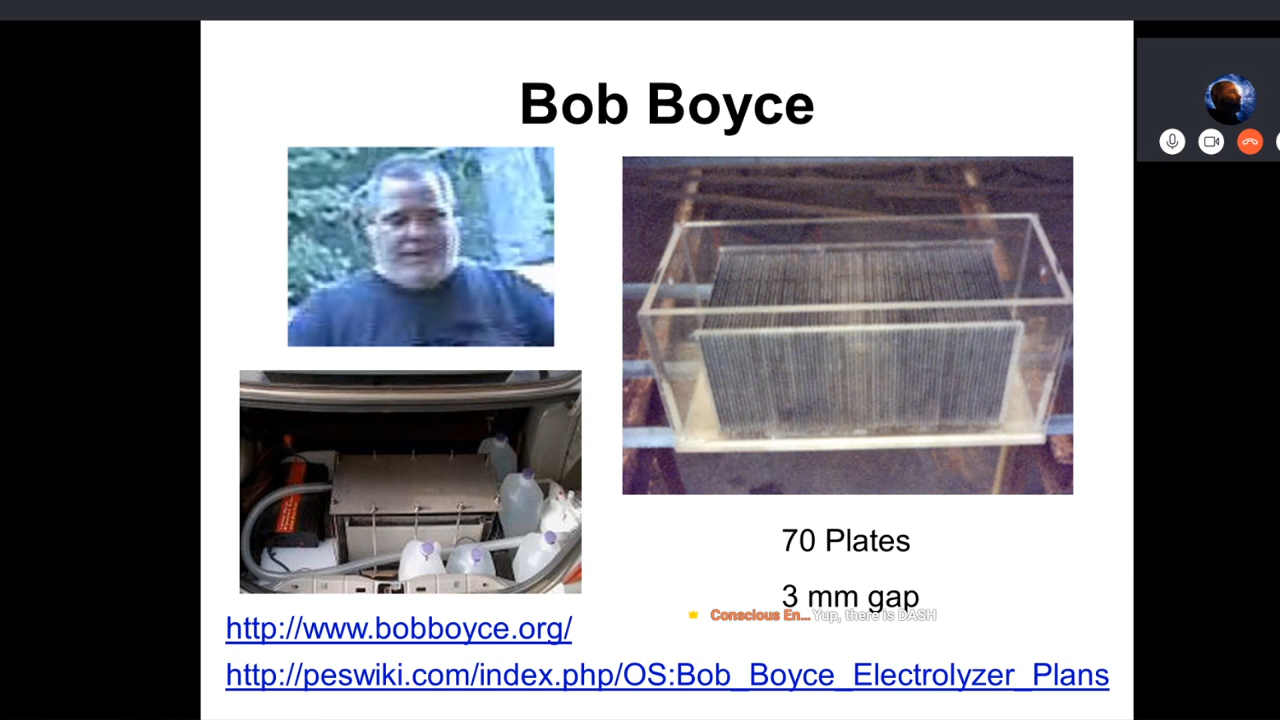 Bob Boyce
70 Plates
3 mm gap
Conscious En... Yup, there is DASH
http://www.bobboyce.org/
http://peswiki.com/index.php/OS:Bob_Boyce_Electrolyzer_Plans